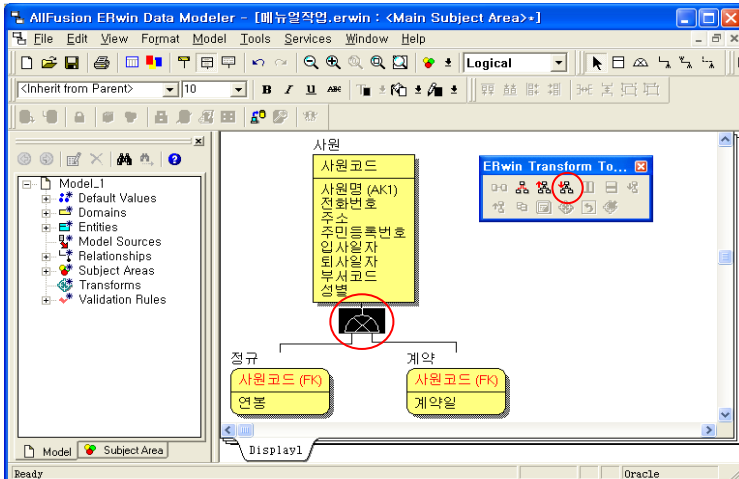 AllFusion ERwin Data Modeler - [메뉴얼작업.erwin : <Main Subject Area>*]
File Edit View Format Model Tools Services Window Help
Logical
<Inherit from Parent> 10 B I U ABC T
Model_1
Default Values
Domains
Entities
Model Sources
Relationships
Subject Areas
Transforms
Validation Rules
Model Subject Area
사원
사원코드
사원명 (AK1)
전화번호
주소
주민등록번호
입사일자
퇴사일자
부서코드
성별
ERwin Transform To...
정규
사원코드 (FK)
연봉
계약
사원코드 (FK)
계약일
Display1
Ready Oracle